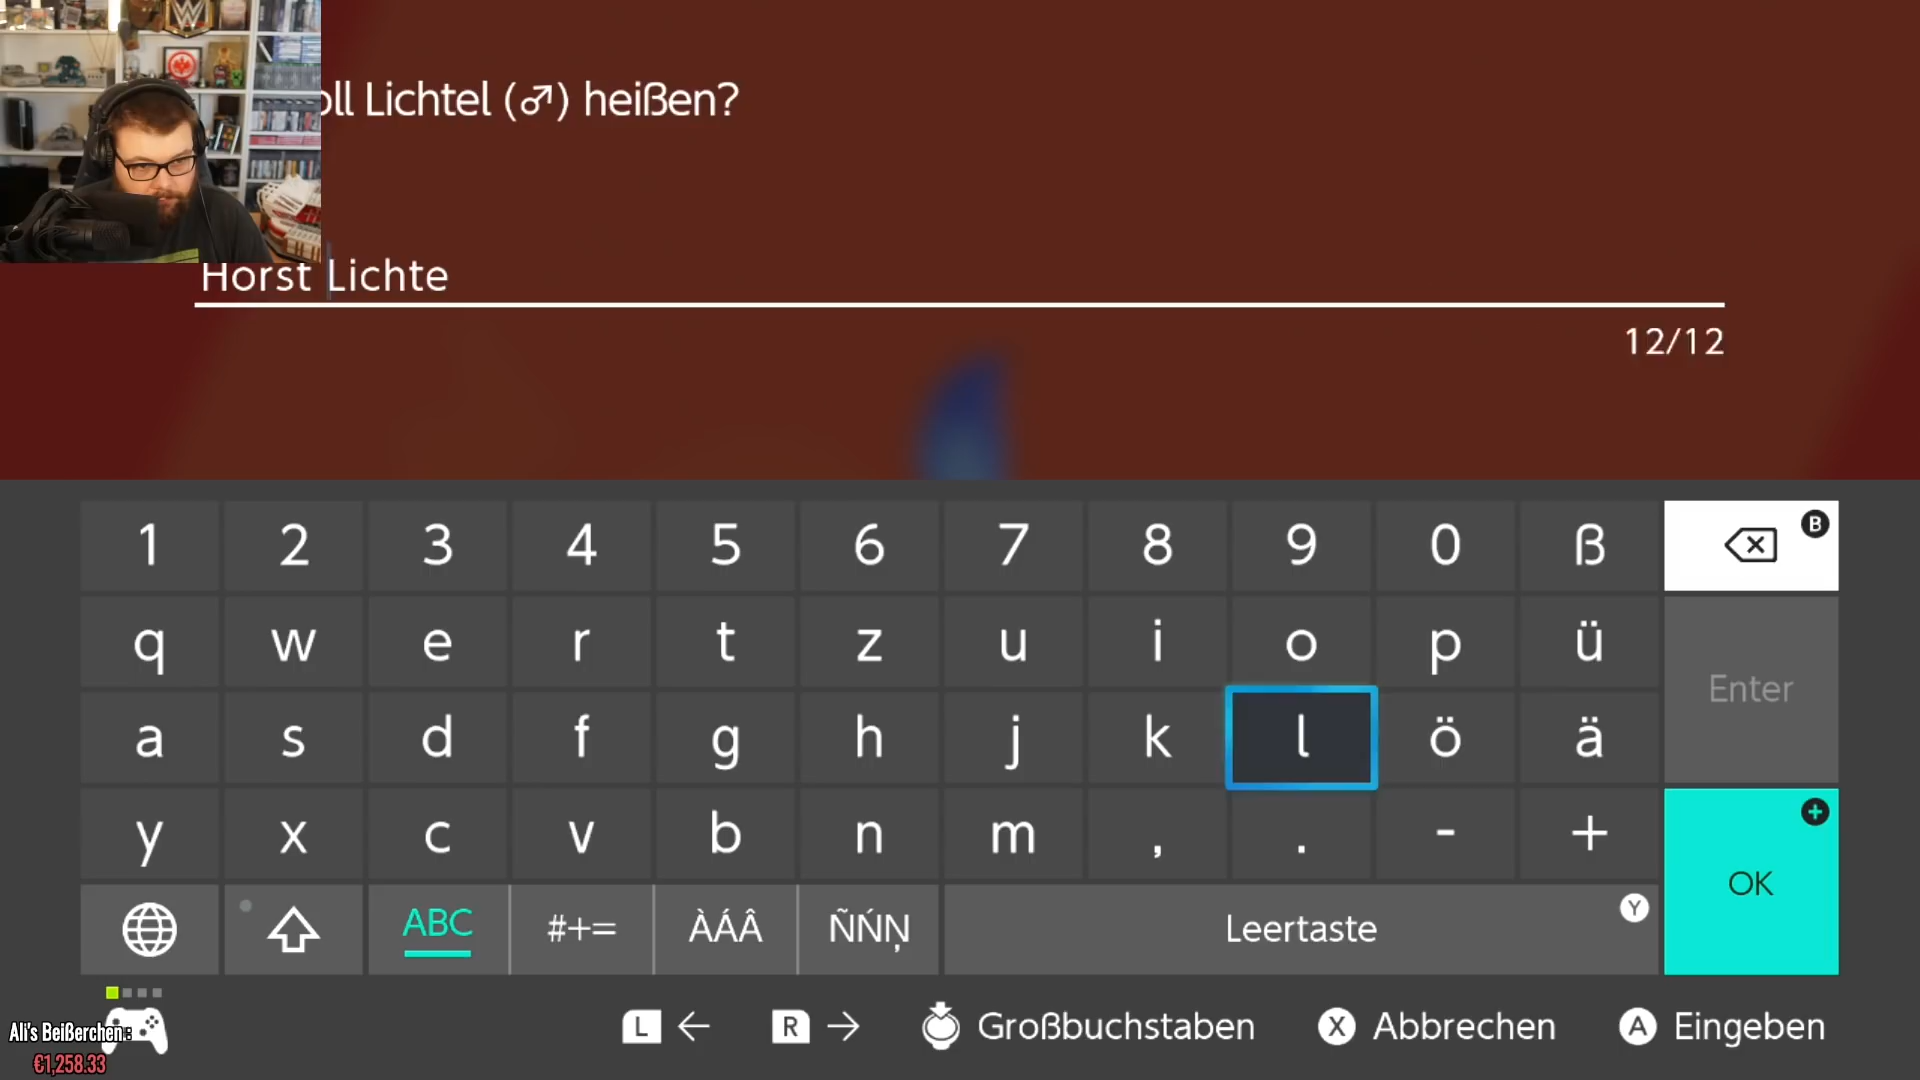 oll Lichtel (♂) heißen?
Horst Lichte
12/12
1 2 3 4 5 6 7 8 9 0 ß B
q w e r t z u i o p ü
Enter
a s d f g h j k l ö ä
y x c v b n m , . - +
OK
ABC #+= ÀÁÂ ÑŃŅ Leertaste Y
L ← R → Großbuchstaben X Abbrechen A Eingeben
Ali's Beißerchen:
€1,258.33